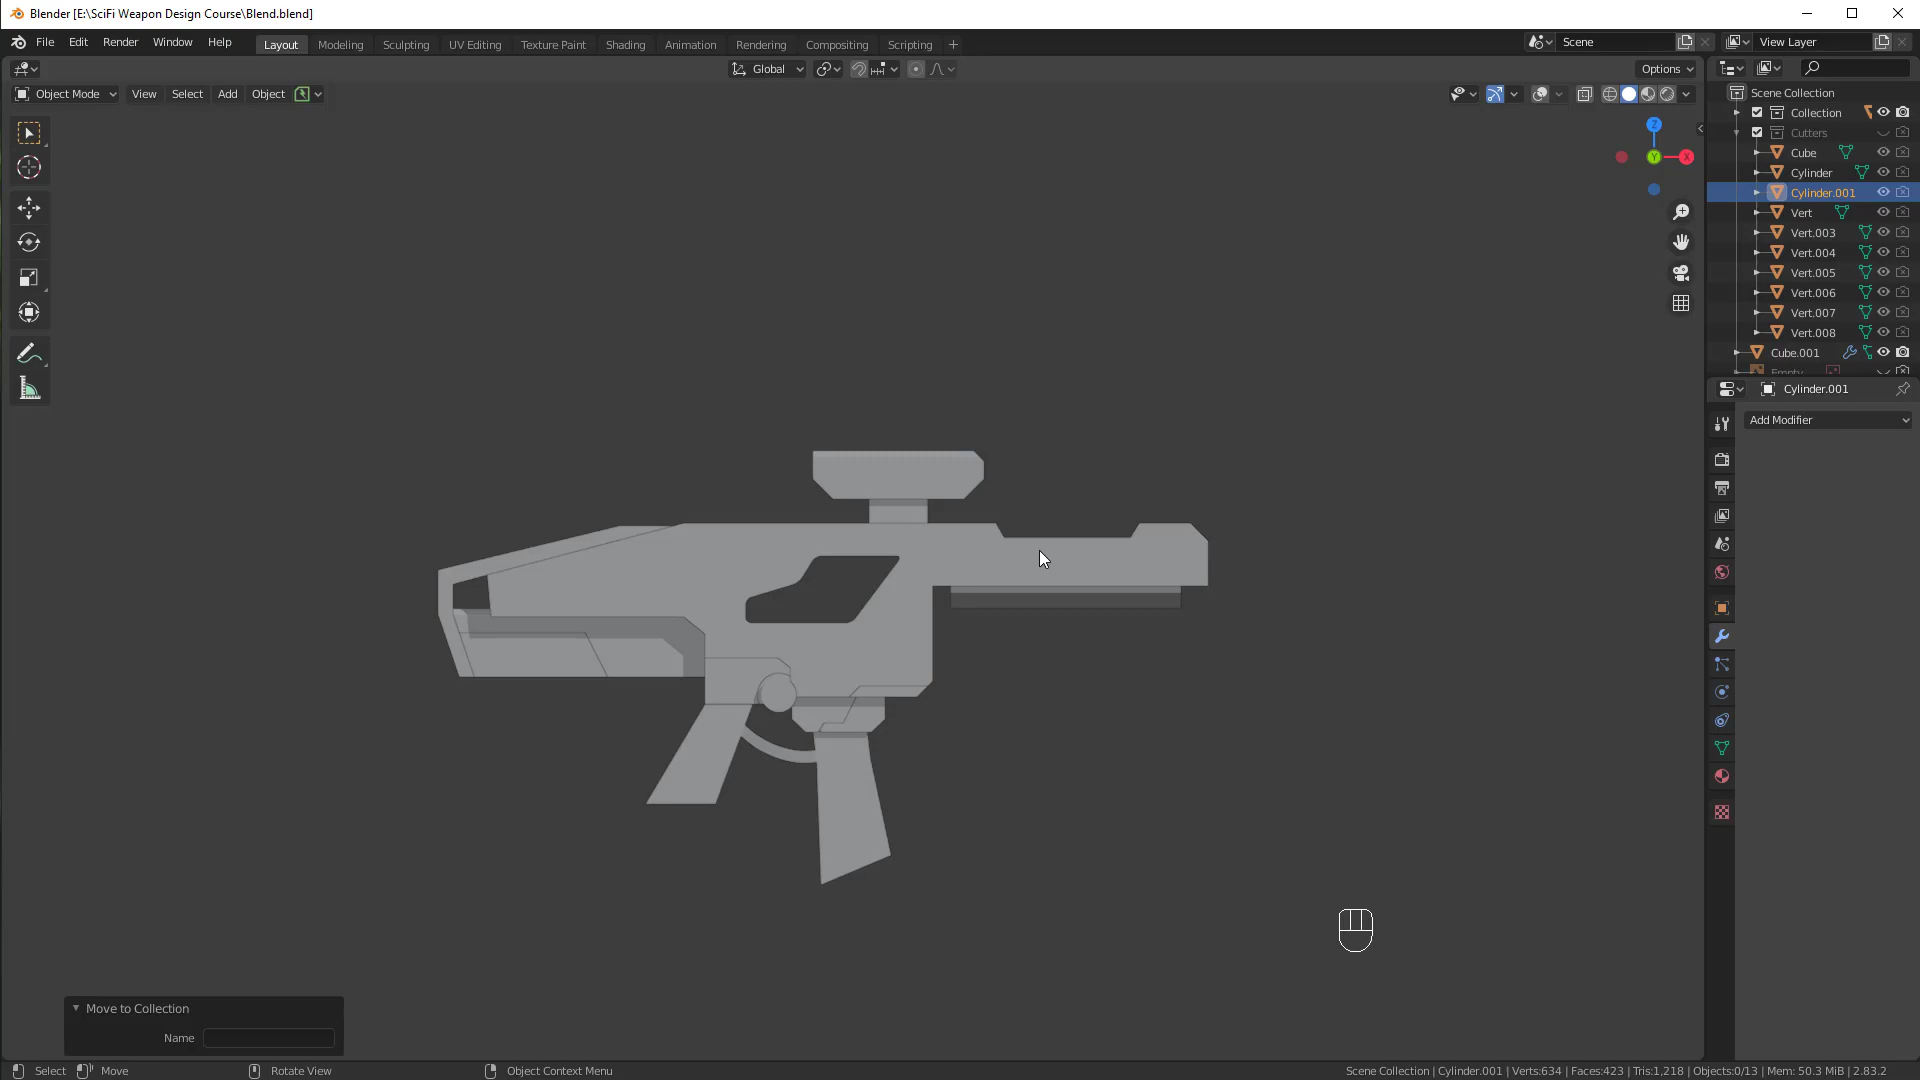 Blender [E:\SciFi Weapon Design Course\Blend.blend]
File Edit Render Window Help Layout Modeling Sculpting UV Editing Texture Paint Shading Animation Rendering Compositing Scripting + Scene View Layer
Global Options
Object Mode View Select Add Object
Scene Collection
Collection
Cutters
Cube
Cylinder
Cylinder.001
Vert
Vert.003
Vert.004
Vert.005
Vert.006
Vert.007
Vert.008
Cube.001
Empty
Cylinder.001
Add Modifier
Z
Y
X
Move to Collection
Name
Select Move Rotate View Object Context Menu Scene Collection | Cylinder.001 | Verts:634 | Faces:423 | Tris:1,218 | Objects:0/13 | Mem: 50.3 MiB | 2.83.2